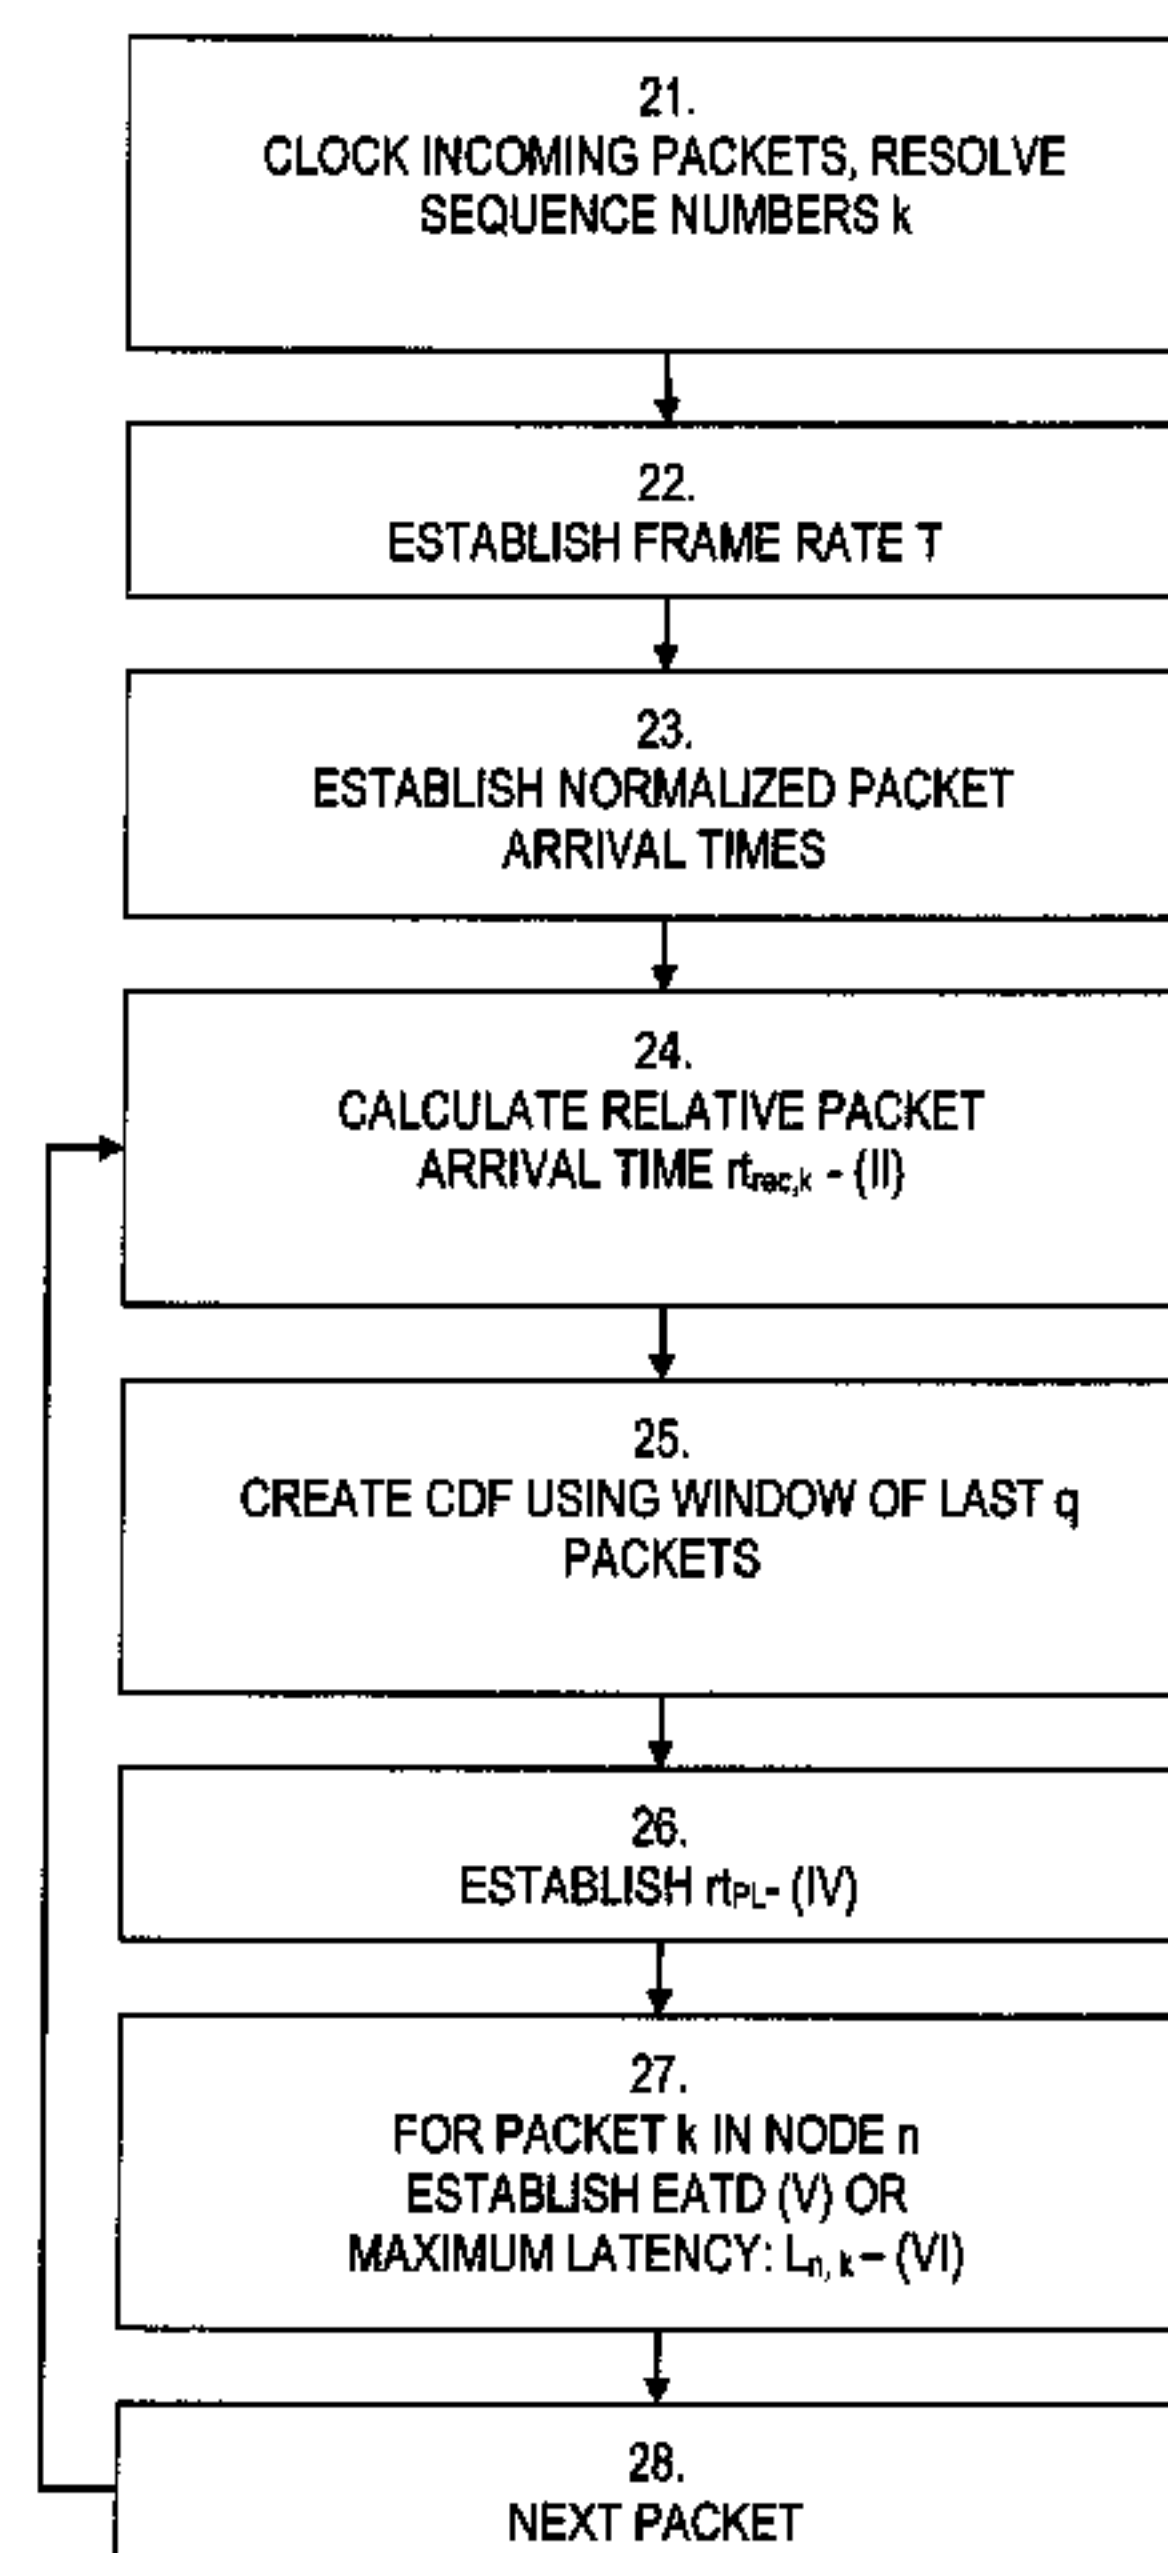 21.
CLOCK INCOMING PACKETS, RESOLVE
SEQUENCE NUMBERS k
22.
ESTABLISH FRAME RATE T
23.
ESTABLISH NORMALIZED PACKET
ARRIVAL TIMES
24.
CALCULATE RELATIVE PACKET
ARRIVAL TIME rtrec,k - (II)
25.
CREATE CDF USING WINDOW OF LAST q
PACKETS
26.
ESTABLISH rtPL- (IV)
27.
FOR PACKET k IN NODE n
ESTABLISH EATD (V) OR
MAXIMUM LATENCY: Ln, k – (VI)
28.
NEXT PACKET